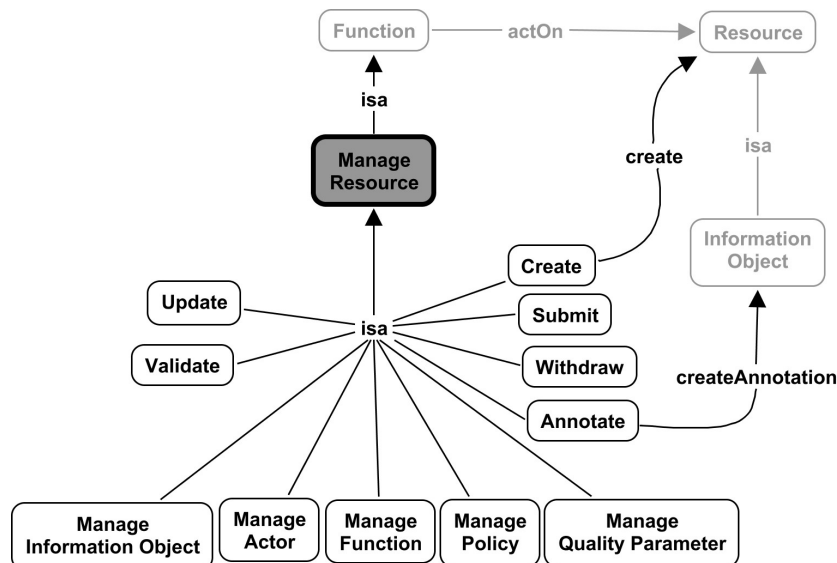 Function
actOn
Resource
isa
Manage
Resource
create
isa
Information
Object
Create
Update
Submit
isa
Validate
Withdraw
createAnnotation
Annotate
Manage
Information Object
Manage
Actor
Manage
Function
Manage
Policy
Manage
Quality Parameter